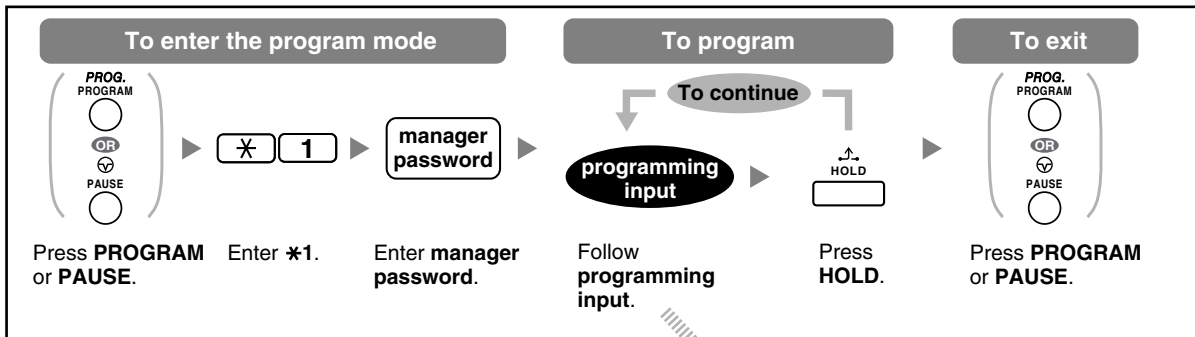 To enter the program mode
To program
To exit
PROG.
PROGRAM
OR
PAUSE
* 1
manager
password
To continue
programming
input
HOLD
PROG.
PROGRAM
OR
PAUSE
Press PROGRAM
or PAUSE.
Enter *1.
Enter manager
password.
Follow
programming
input.
Press
HOLD.
Press PROGRAM
or PAUSE.